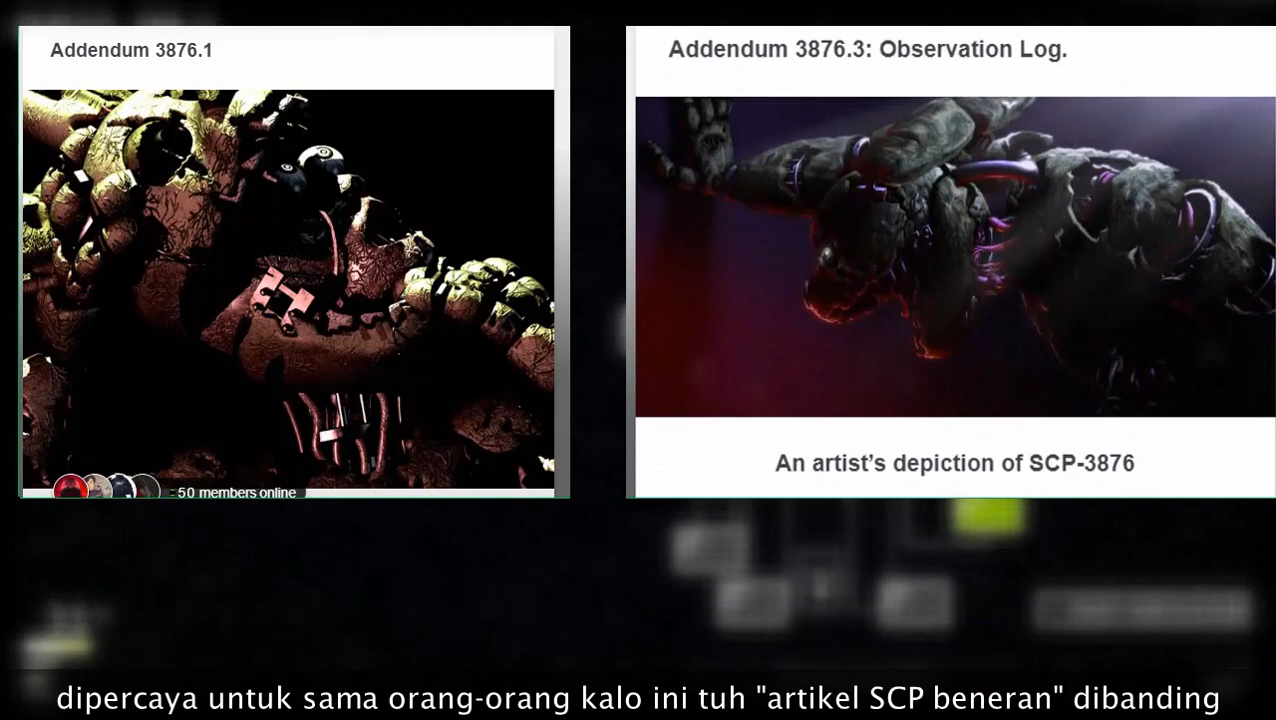 Addendum 3876.1
Addendum 3876.3: Observation Log.
50 members online
An artist's depiction of SCP-3876
dipercaya untuk sama orang-orang kalo ini tuh "artikel SCP beneran" dibanding